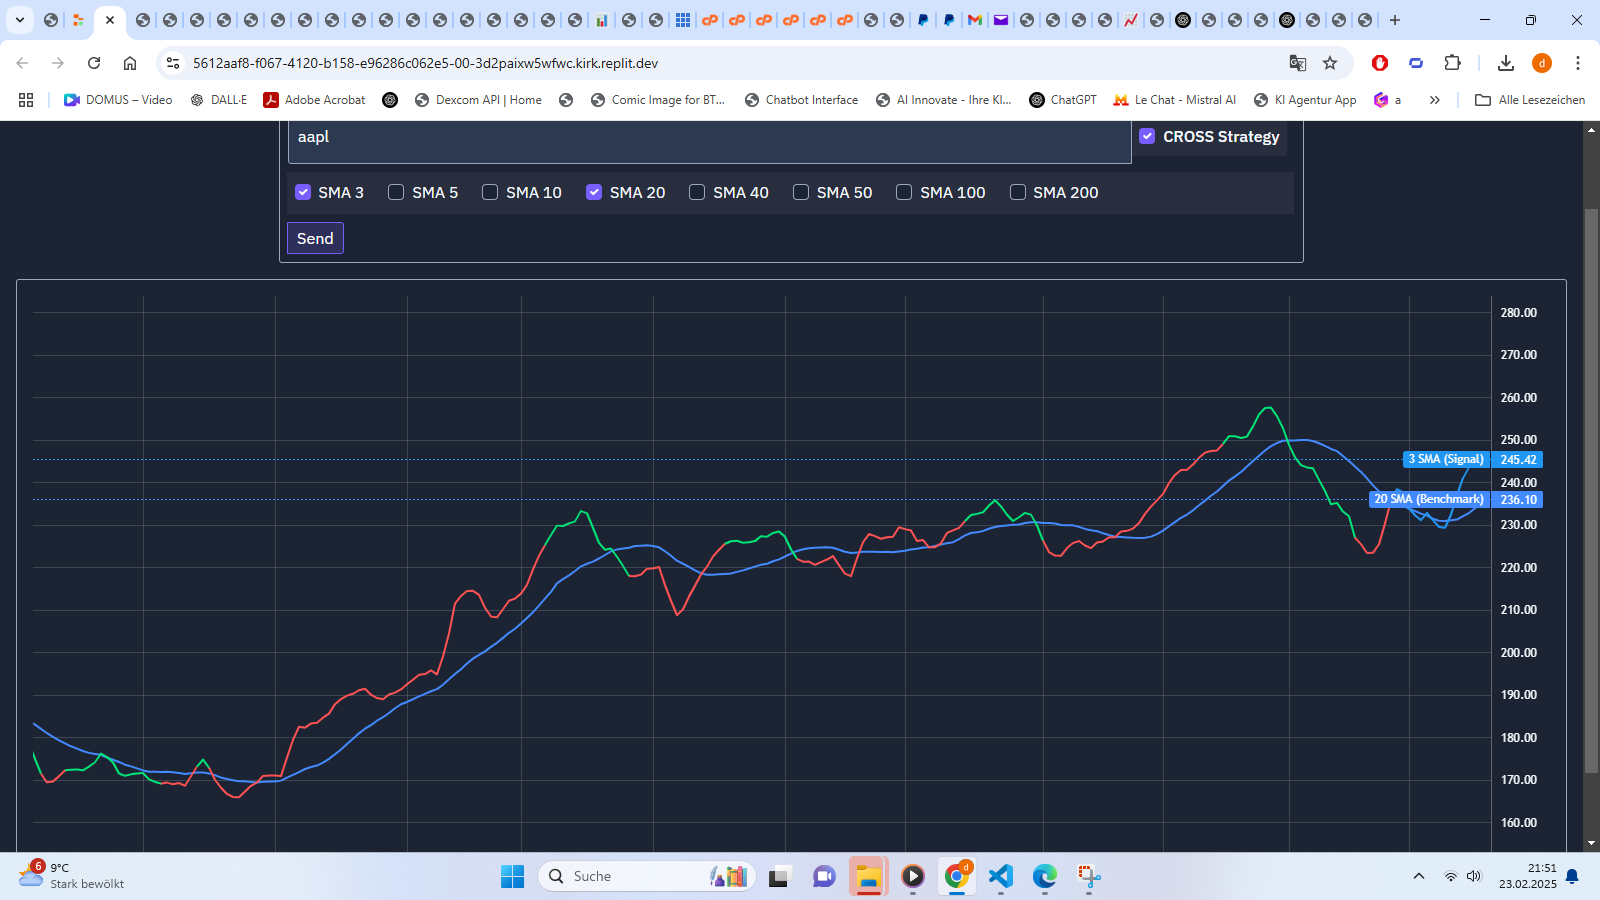 5612aaf8-f067-4120-b158-e96286c062e5-00-3d2paixw5wfwc.kirk.replit.dev
d
DOMUS – Video
DALL·E
Adobe Acrobat
Dexcom API | Home
Comic Image for BT...
Chatbot Interface
AI Innovate - Ihre KI...
ChatGPT
Le Chat - Mistral AI
KI Agentur App
a
»
Alle Lesezeichen
aapl
CROSS Strategy
SMA 3
SMA 5
SMA 10
SMA 20
SMA 40
SMA 50
SMA 100
SMA 200
Send
280.00
270.00
260.00
250.00
3 SMA (Signal) 245.42
240.00
20 SMA (Benchmark) 236.10
230.00
220.00
210.00
200.00
190.00
180.00
170.00
160.00
6
9°C
Stark bewölkt
Suche
d
21:51
23.02.2025